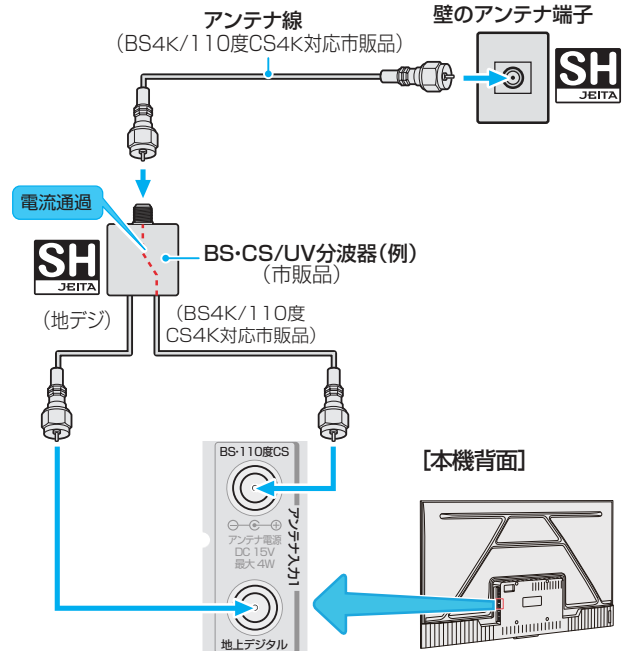 アンテナ線
（BS4K/110度CS4K対応市販品）
壁のアンテナ端子
SH
JEITA
電流通過
BS・CS/UV分波器（例）
（市販品）
SH
JEITA
（地デジ）
（BS4K/110度
CS4K対応市販品）
BS・110度CS
アンテナ電源
DC 15V
最大 4W
アンテナ入力1
地上デジタル
［本機背面］